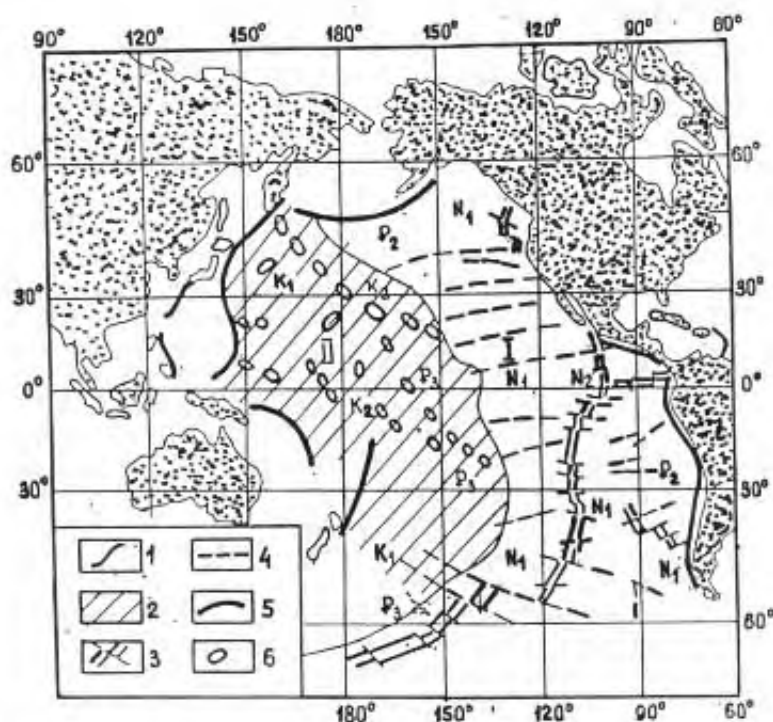 90° 120° 150° 180° 150° 120° 90° 60°
60° 60°
N₁
P₂
K₁ K₃
30° 30°
P₃ N₁ N₂
0° 0°
K₂
P₃ P₂
30° 30°
N₁
K₁ N₁ N₁
P₃
60°
1 4
2 5
3 6
180° 150° 120° 90° 60°